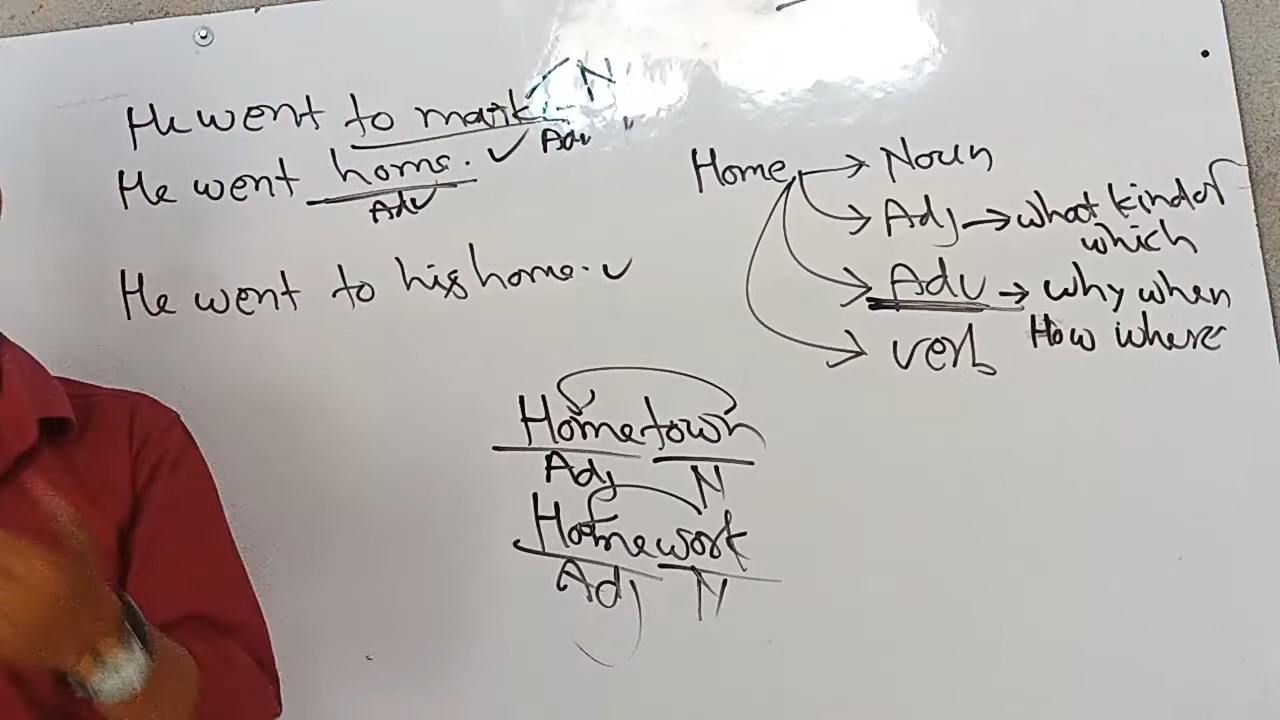 He went to markt N
Adv
He went home. ✓
Adv
He went to his home. ✓
Home → Noun
→ Adj → what kind of
which
→ Adv → why when
How where
→ verb
Hometown
Adj N
Homework
Adj N